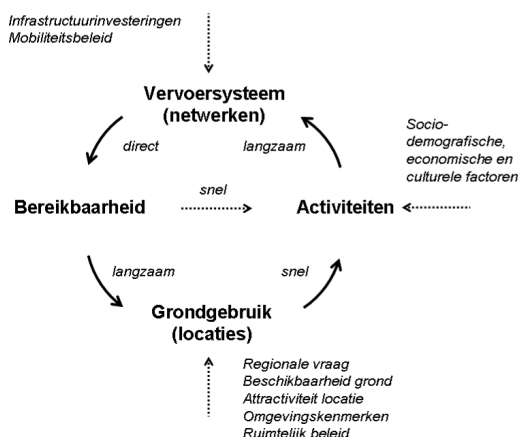 Infrastructuurinvesteringen
Mobiliteitsbeleid
Vervoersysteem
(netwerken)
direct
langzaam
Socio-
demografische,
economische en
culturele factoren
snel
Bereikbaarheid
Activiteiten
langzaam
snel
Grondgebruik
(locaties)
Regionale vraag
Beschikbaarheid grond
Attractiviteit locatie
Omgevingskenmerken
Ruimtelijk beleid